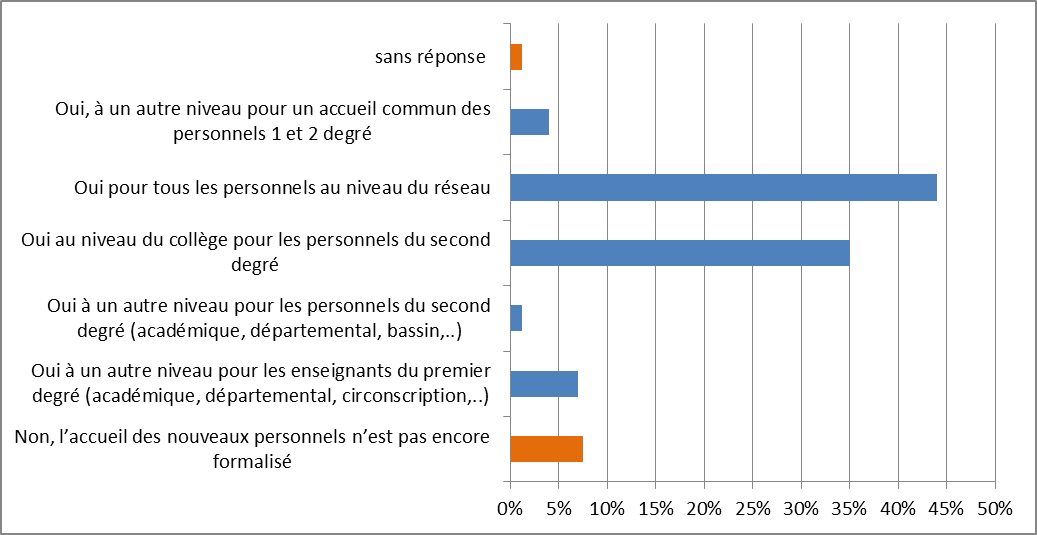 sans réponse
Oui, à un autre niveau pour un accueil commun des
personnels 1 et 2 degré
Oui pour tous les personnels au niveau du réseau
Oui au niveau du collège pour les personnels du second
degré
Oui à un autre niveau pour les personnels du second
degré (académique, départemental, bassin,..)
Oui à un autre niveau pour les enseignants du premier
degré (académique, départemental, circonscription,..)
Non, l’accueil des nouveaux personnels n’est pas encore
formalisé
0% 5% 10% 15% 20% 25% 30% 35% 40% 45% 50%